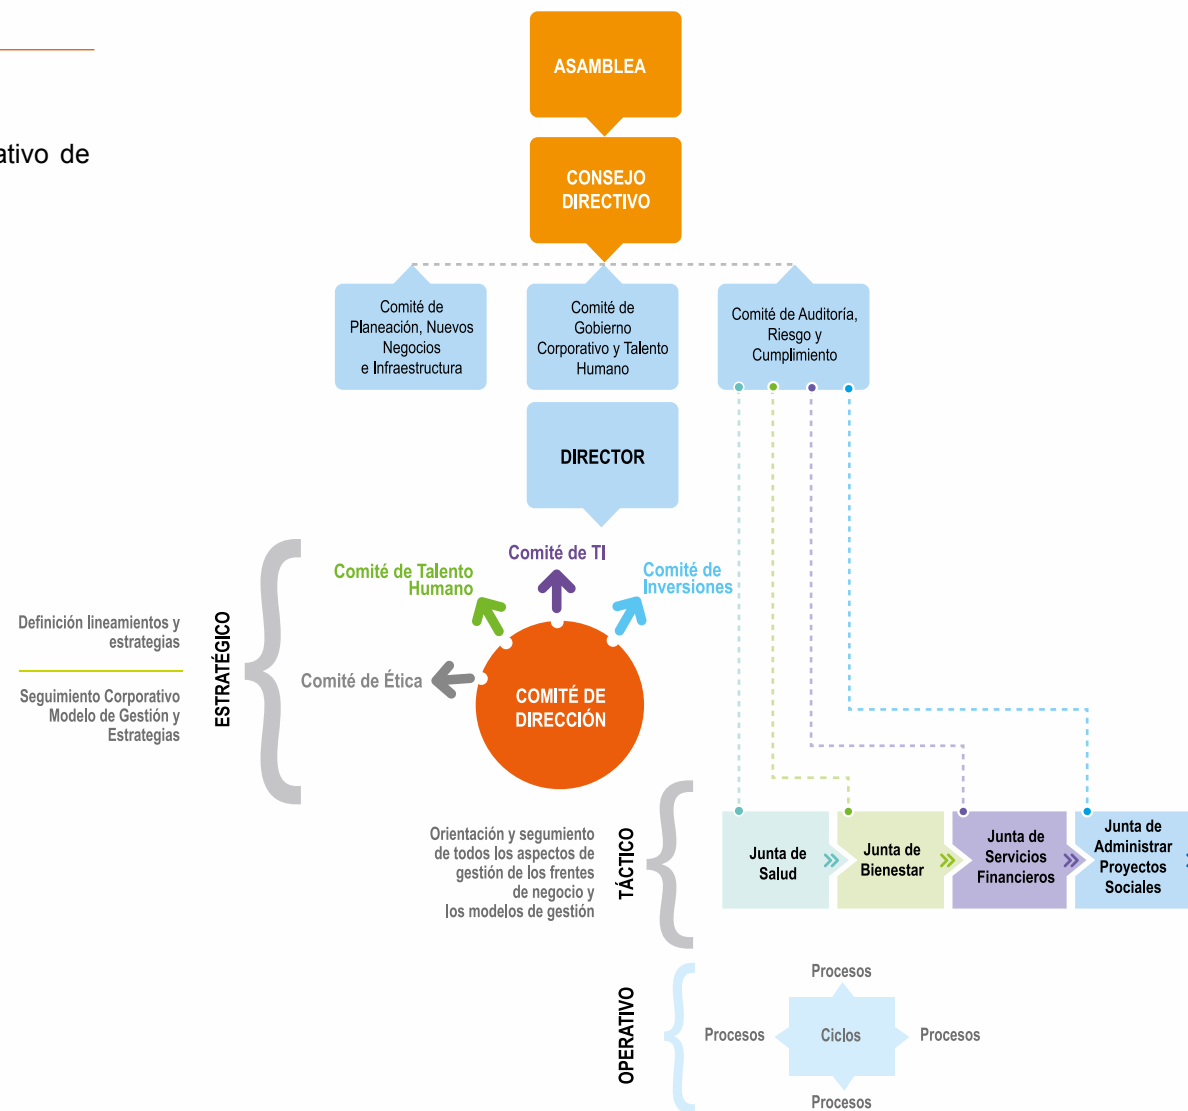 ativo de
ASAMBLEA
CONSEJO
DIRECTIVO
Comité de
Planeación, Nuevos
Negocios
e Infraestructura
Comité de
Gobierno
Corporativo y Talento
Humano
Comité de Auditoría,
Riesgo y
Cumplimiento
DIRECTOR
Comité de TI
Comité de Talento
Humano
Comité de
Inversiones
Comité de Ética
COMITÉ DE
DIRECCIÓN
ESTRATÉGICO
Definición lineamientos y
estrategias
Seguimiento Corporativo
Modelo de Gestión y
Estrategias
TÁCTICO
Orientación y segumiento
de todos los aspectos de
gestión de los frentes
de negocio y
los modelos de gestión
Junta de
Salud
Junta de
Bienestar
Junta de
Servicios
Financieros
Junta de
Administrar
Proyectos
Sociales
OPERATIVO
Procesos
Procesos
Ciclos
Procesos
Procesos